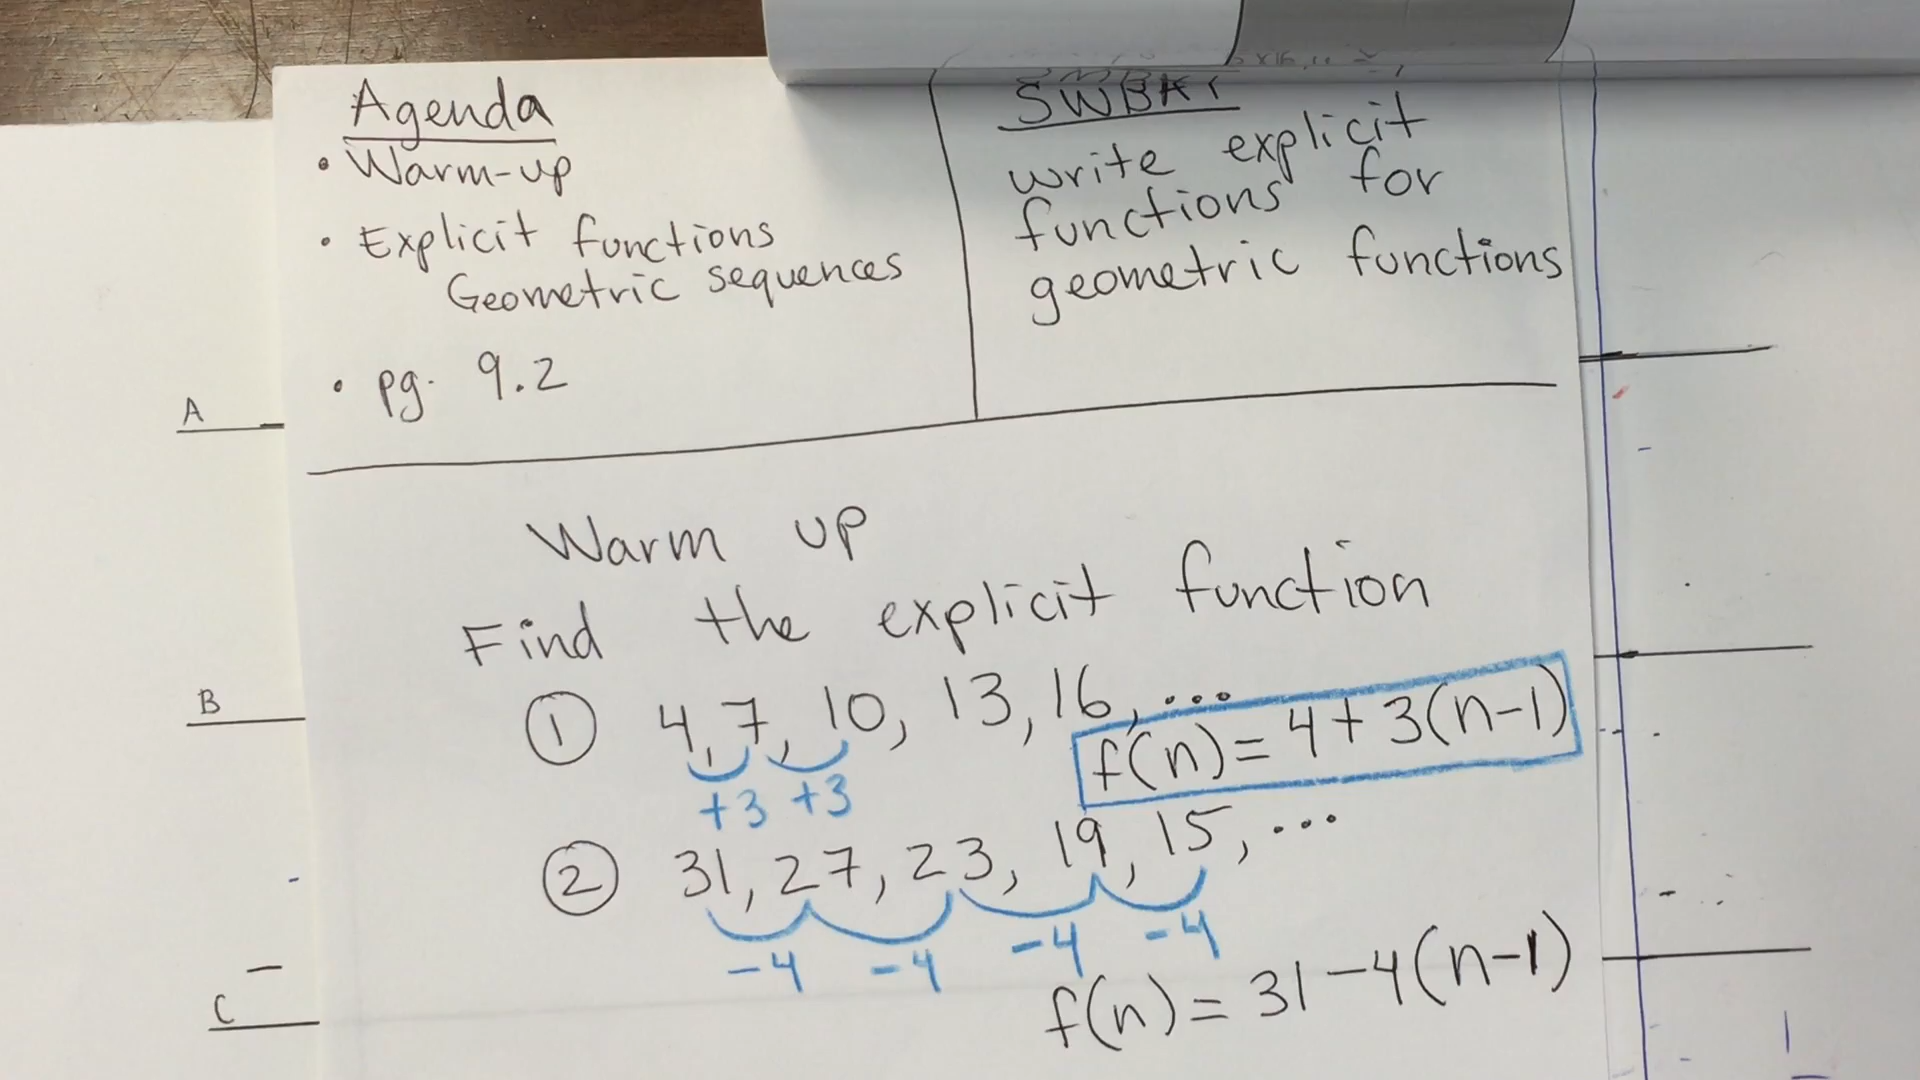 Agenda
• Warm-up
• Explicit functions
Geometric sequences
• pg. 9.2
SWBAT
write explicit
functions for
geometric functions
A
B
C
Warm up
Find the explicit function
① 4, 7, 10, 13, 16, ...
f(n) = 4 + 3(n-1)
+3 +3
② 31, 27, 23, 19, 15, ...
-4 -4 -4 -4
f(n) = 31 - 4(n-1)